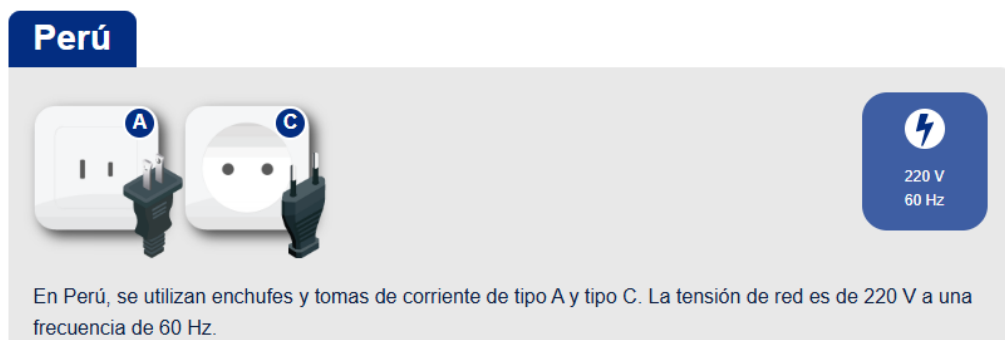 Perú
A
C
220 V
60 Hz
En Perú, se utilizan enchufes y tomas de corriente de tipo A y tipo C. La tensión de red es de 220 V a una
frecuencia de 60 Hz.